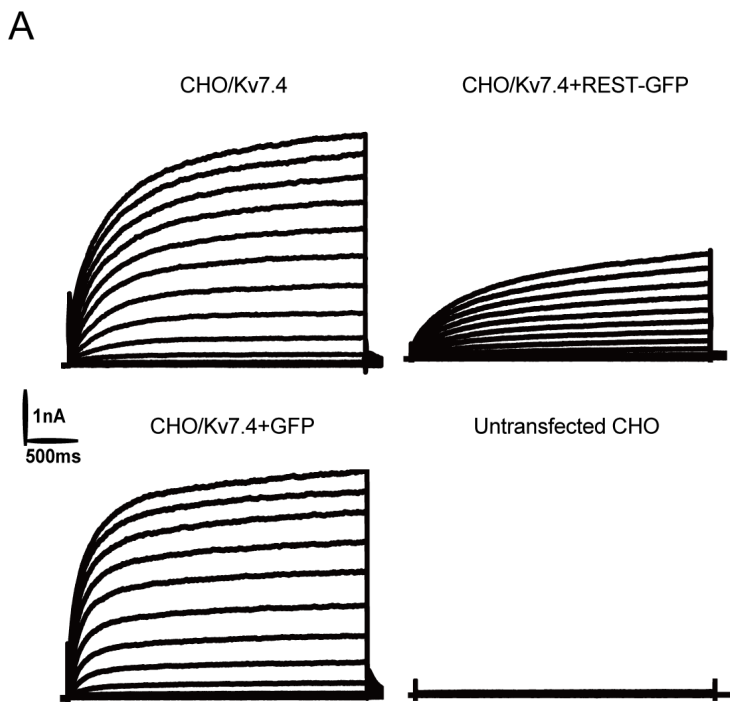 A
CHO/Kv7.4
CHO/Kv7.4+REST-GFP
1nA
500ms
CHO/Kv7.4+GFP
Untransfected CHO